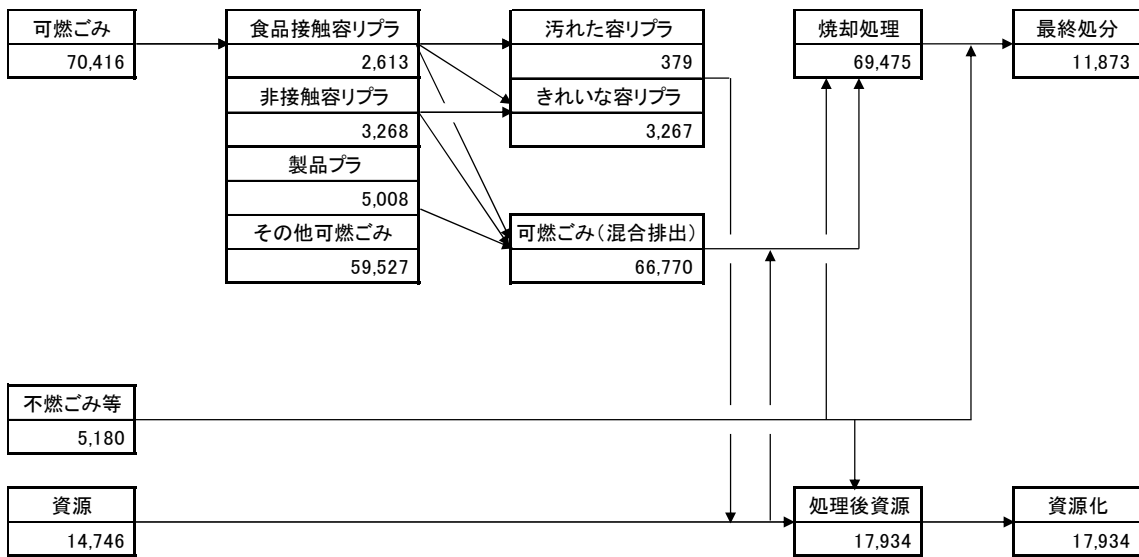 可燃ごみ
70,416
食品接触容リプラ
2,613
非接触容リプラ
3,268
製品プラ
5,008
その他可燃ごみ
59,527
汚れた容リプラ
379
きれいな容リプラ
3,267
可燃ごみ（混合排出）
66,770
焼却処理
69,475
最終処分
11,873
不燃ごみ等
5,180
資源
14,746
処理後資源
17,934
資源化
17,934